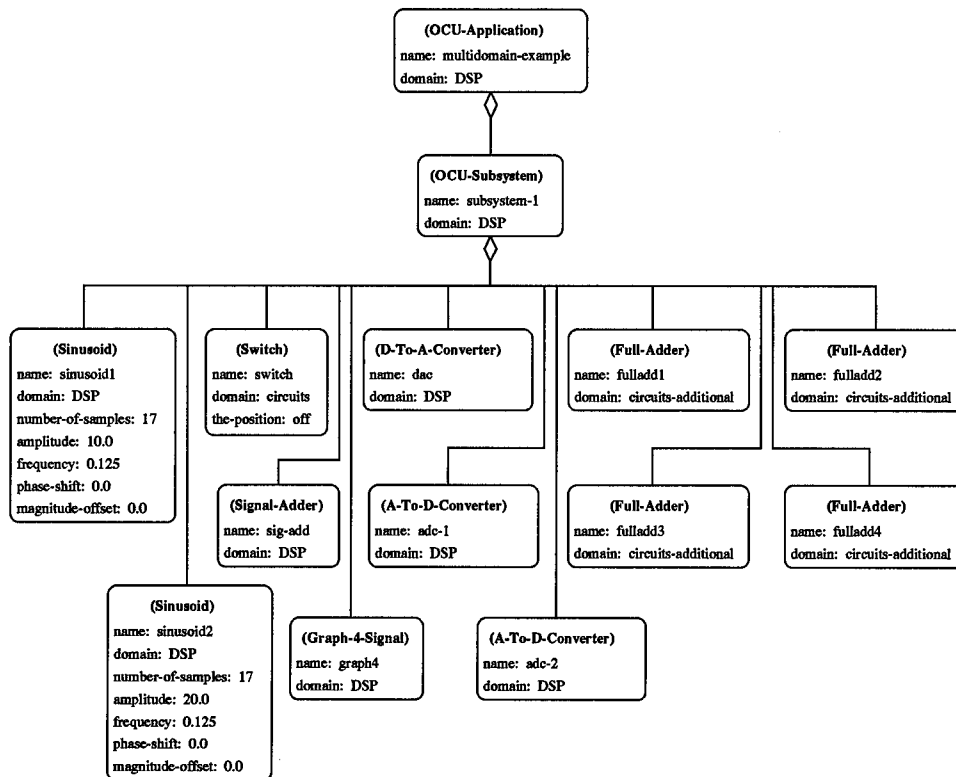 (OCU-Application)
name: multidomain-example
domain: DSP
(OCU-Subsystem)
name: subsystem-1
domain: DSP
(Sinusoid)
name: sinusoid1
domain: DSP
number-of-samples: 17
amplitude: 10.0
frequency: 0.125
phase-shift: 0.0
magnitude-offset: 0.0
(Switch)
name: switch
domain: circuits
the-position: off
(D-To-A-Converter)
name: dac
domain: DSP
(Full-Adder)
name: fulladd1
domain: circuits-additional
(Full-Adder)
name: fulladd2
domain: circuits-additional
(Signal-Adder)
name: sig-add
domain: DSP
(A-To-D-Converter)
name: adc-1
domain: DSP
(Full-Adder)
name: fulladd3
domain: circuits-additional
(Full-Adder)
name: fulladd4
domain: circuits-additional
(Sinusoid)
name: sinusoid2
domain: DSP
number-of-samples: 17
amplitude: 20.0
frequency: 0.125
phase-shift: 0.0
magnitude-offset: 0.0
(Graph-4-Signal)
name: graph4
domain: DSP
(A-To-D-Converter)
name: adc-2
domain: DSP